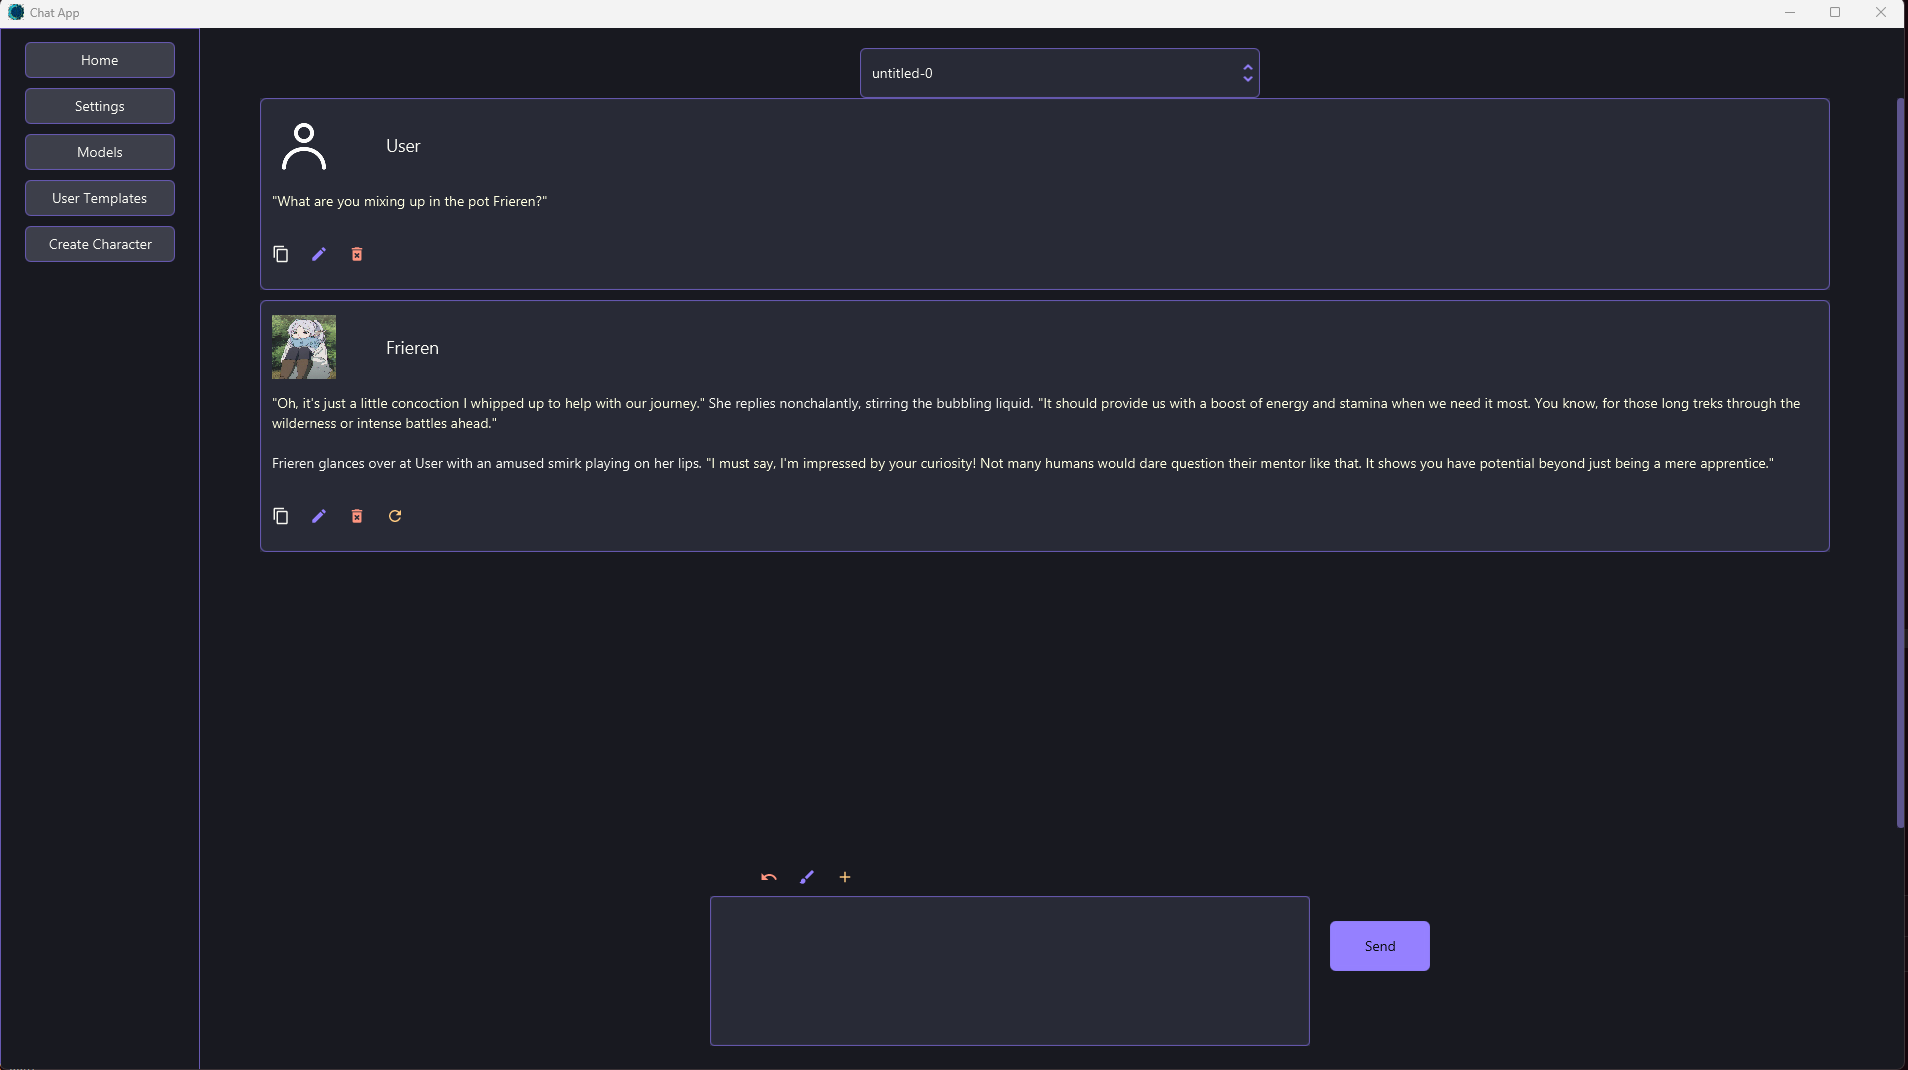 Chat App
Home
Settings
Models
User Templates
Create Character
untitled-0
User
"What are you mixing up in the pot Frieren?"
Frieren
"Oh, it's just a little concoction I whipped up to help with our journey." She replies nonchalantly, stirring the bubbling liquid. "It should provide us with a boost of energy and stamina when we need it most. You know, for those long treks through the
wilderness or intense battles ahead."
Frieren glances over at User with an amused smirk playing on her lips. "I must say, I'm impressed by your curiosity! Not many humans would dare question their mentor like that. It shows you have potential beyond just being a mere apprentice."
Send